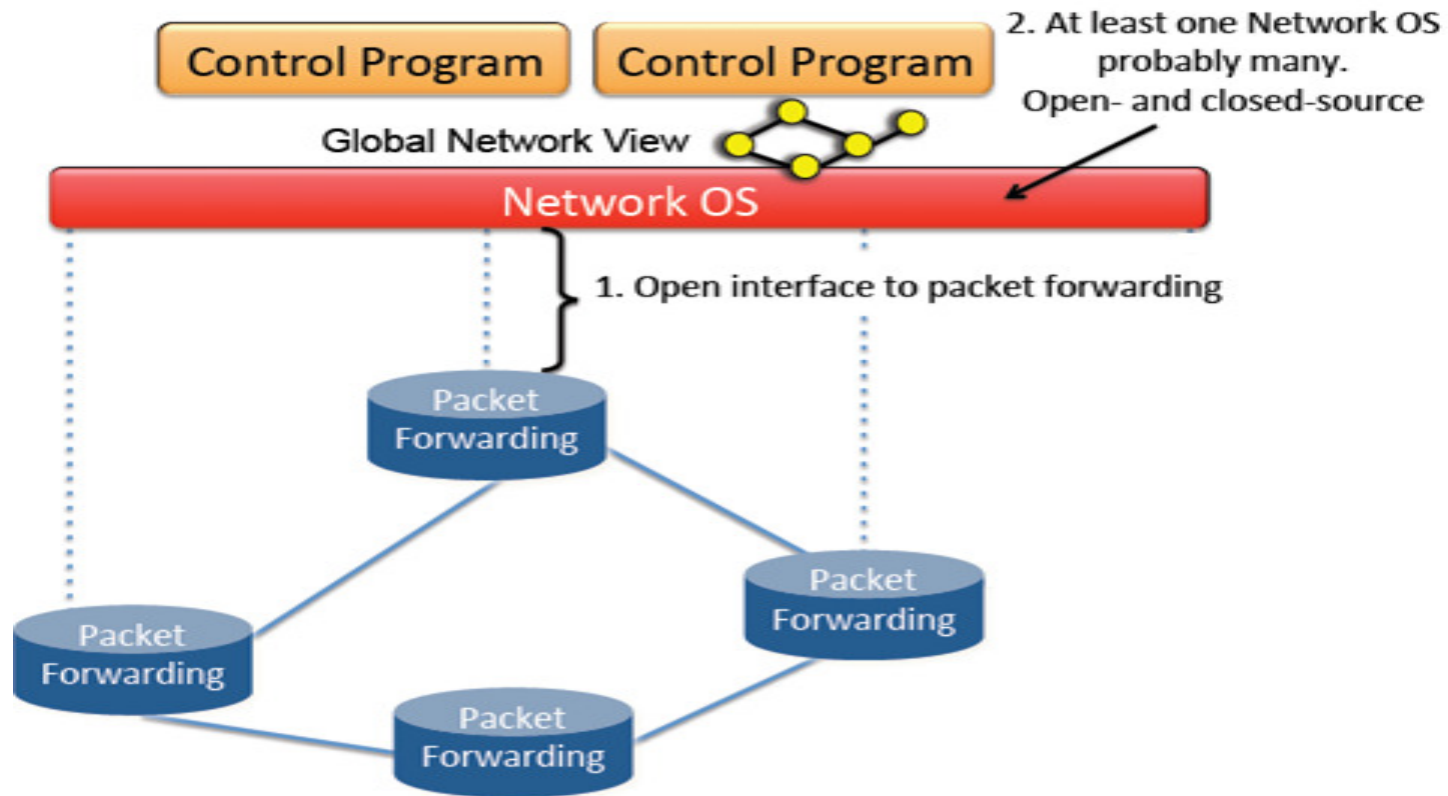 Control Program
Control Program
2. At least one Network OS
probably many.
Open- and closed-source
Global Network View
Network OS
1. Open interface to packet forwarding
Packet
Forwarding
Packet
Forwarding
Packet
Forwarding
Packet
Forwarding